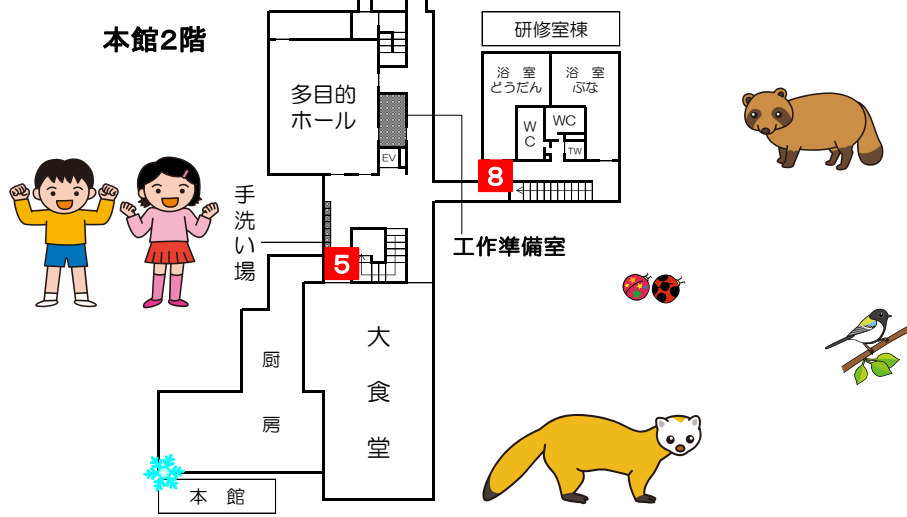 本館2階
研修室棟
浴 室
どうだん
浴 室
ぶな
多目的
ホール
WC
WC
TW
EV
8
手洗い場
工作準備室
5
大食堂
厨房
本 館